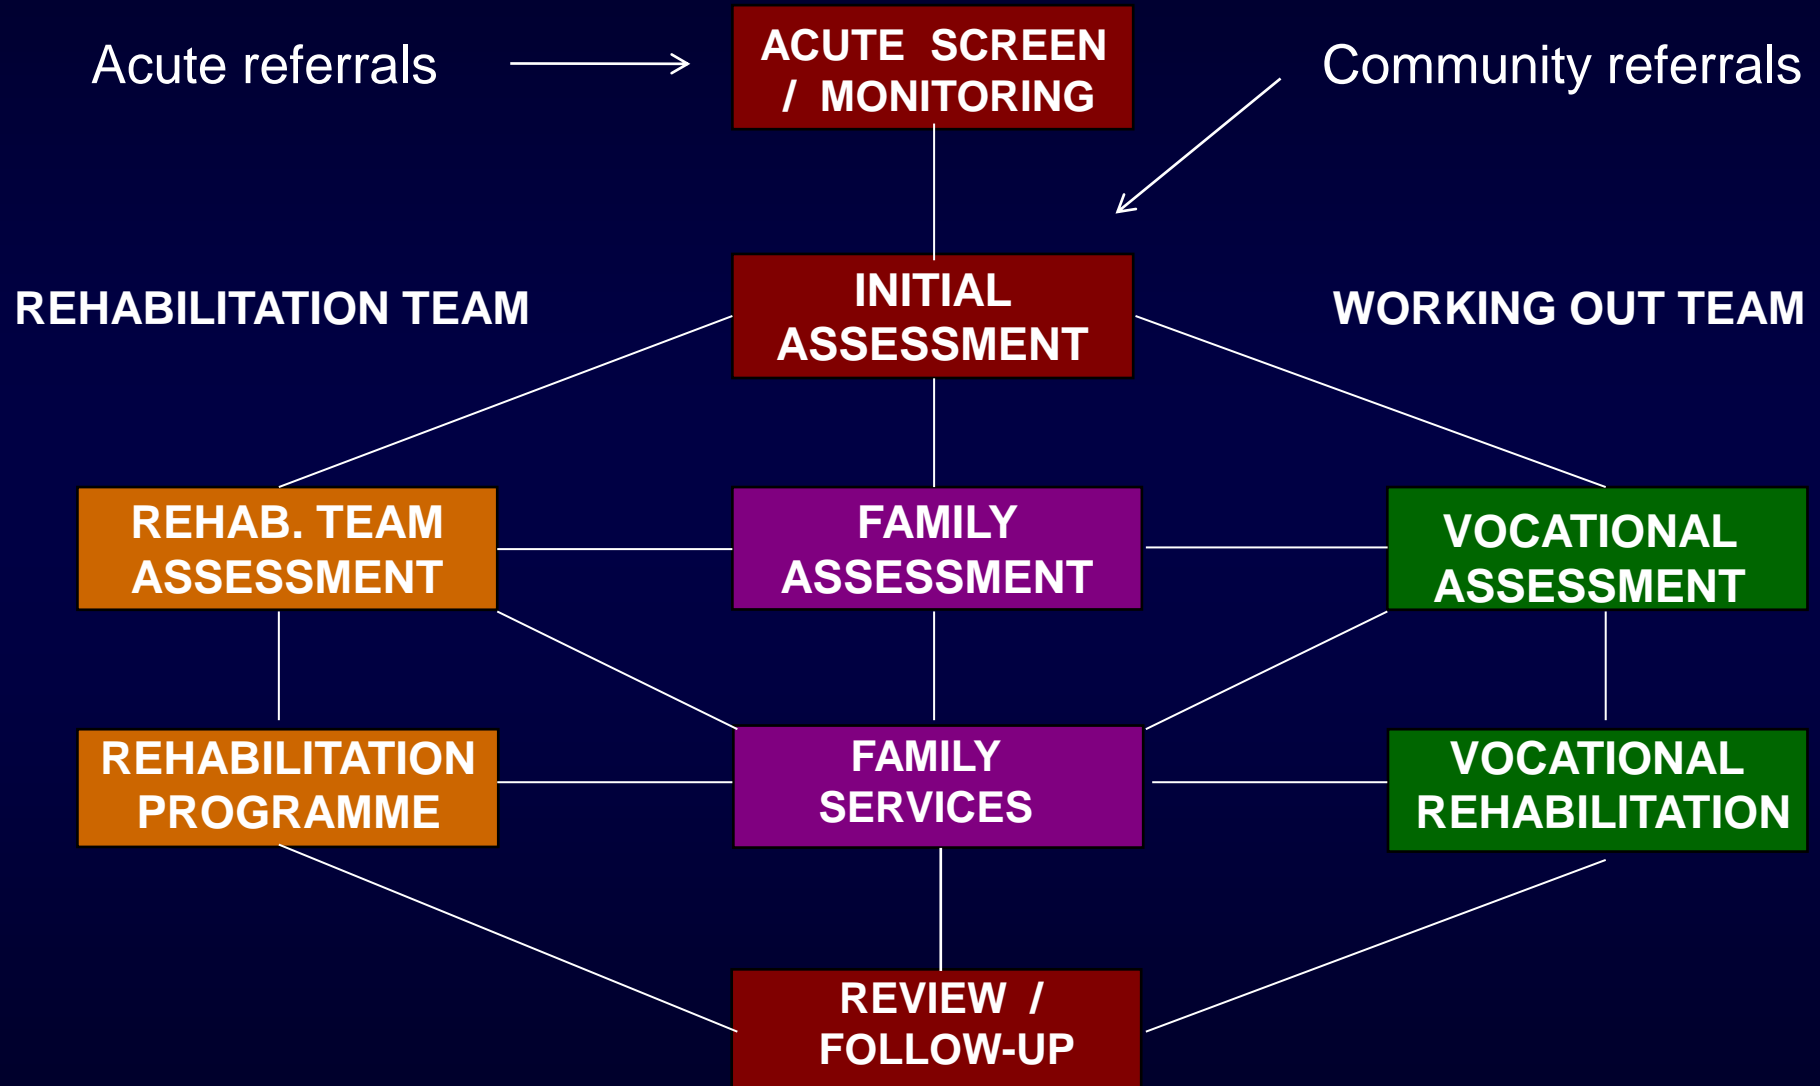 Acute referrals
ACUTE SCREEN
/ MONITORING
Community referrals
REHABILITATION TEAM
INITIAL
ASSESSMENT
WORKING OUT TEAM
REHAB. TEAM
ASSESSMENT
FAMILY
ASSESSMENT
VOCATIONAL
ASSESSMENT
REHABILITATION
PROGRAMME
FAMILY
SERVICES
VOCATIONAL
REHABILITATION
REVIEW /
FOLLOW-UP